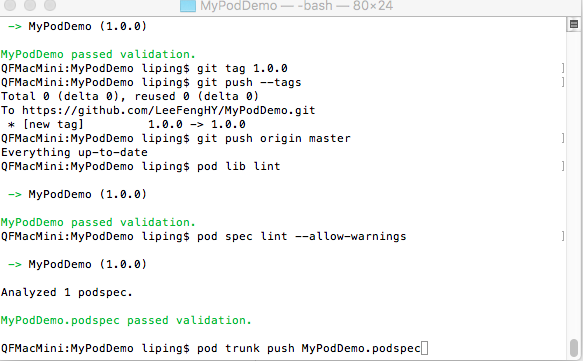 MyPodDemo — -bash — 80×24
-> MyPodDemo (1.0.0)
MyPodDemo passed validation.
QFMacMini:MyPodDemo liping$ git tag 1.0.0
QFMacMini:MyPodDemo liping$ git push --tags
Total 0 (delta 0), reused 0 (delta 0)
To https://github.com/LeeFengHY/MyPodDemo.git
* [new tag] 1.0.0 -> 1.0.0
QFMacMini:MyPodDemo liping$ git push origin master
Everything up-to-date
QFMacMini:MyPodDemo liping$ pod lib lint
-> MyPodDemo (1.0.0)
MyPodDemo passed validation.
QFMacMini:MyPodDemo liping$ pod spec lint --allow-warnings
-> MyPodDemo (1.0.0)
Analyzed 1 podspec.
MyPodDemo.podspec passed validation.
QFMacMini:MyPodDemo liping$ pod trunk push MyPodDemo.podspec